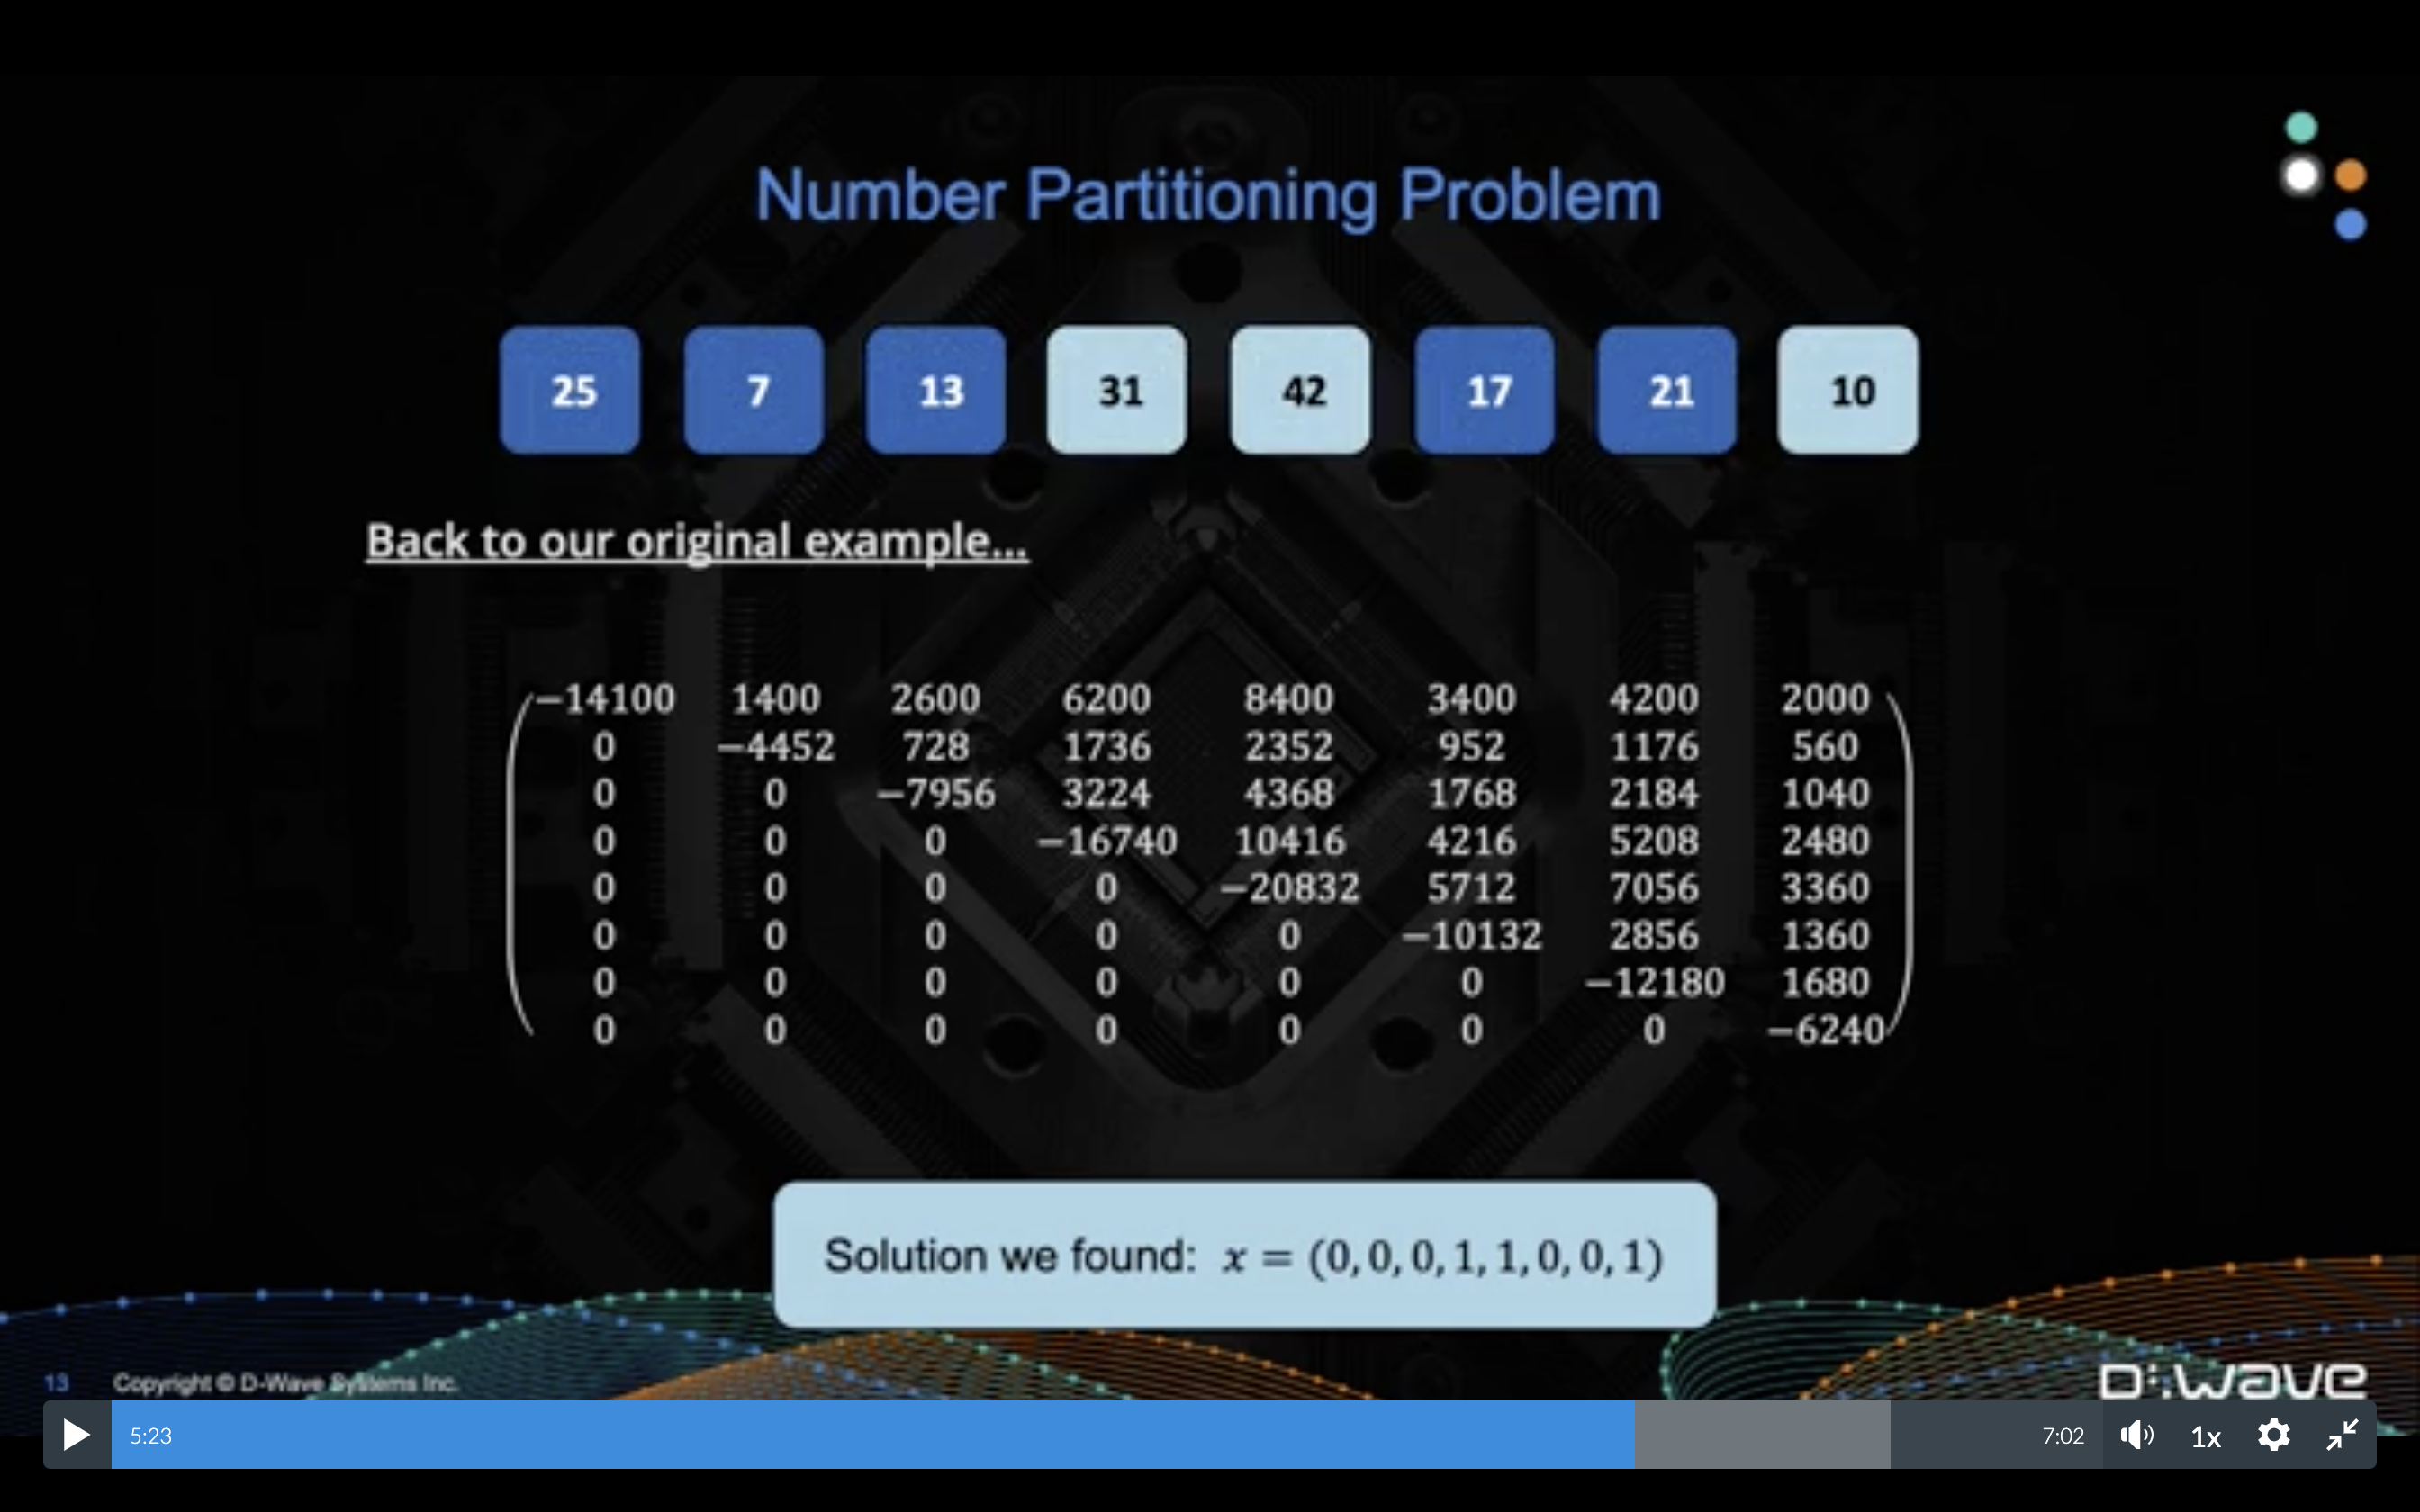 Number Partitioning Problem
25 7 13 31 42 17 21 10
Back to our original example...
−14100 1400 2600 6200 8400 3400 4200 2000
0 −4452 728 1736 2352 952 1176 560
0 0 −7956 3224 4368 1768 2184 1040
0 0 0 −16740 10416 4216 5208 2480
0 0 0 0 −20832 5712 7056 3360
0 0 0 0 0 −10132 2856 1360
0 0 0 0 0 0 −12180 1680
0 0 0 0 0 0 0 −6240
Solution we found: x = (0, 0, 0, 1, 1, 0, 0, 1)
13 Copyright © D-Wave Systems Inc.
D:Wave
5:23 7:02 1x